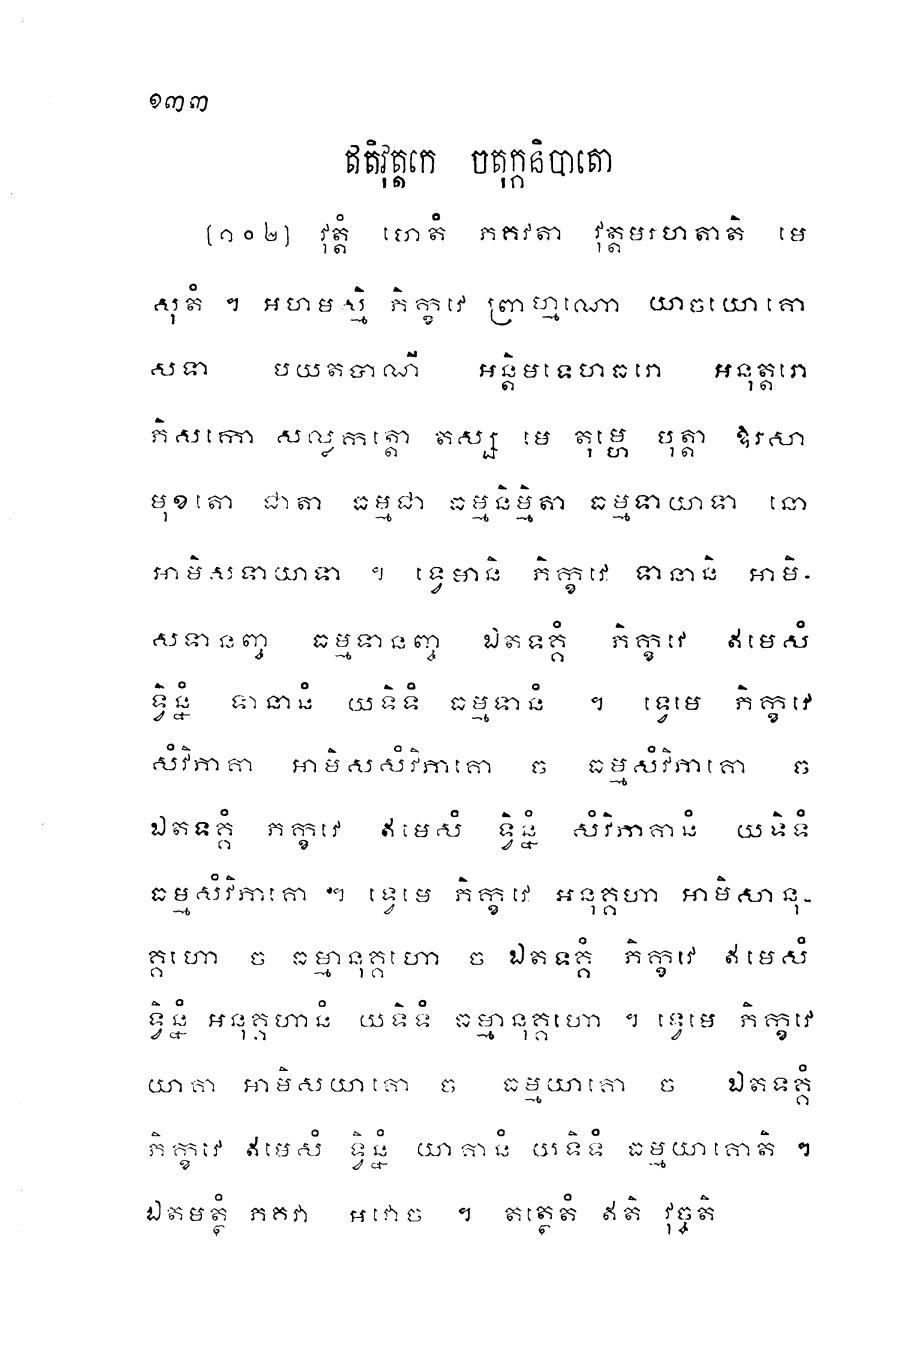 ១៣៣
ឥតិវុត្តកេ ចតុក្កនិបាតោ
[១០២] វុត្តំ ហេតំ ភគវតា វុត្តមរហតាតិ មេ
សុតំ ។ អហមស្មិ ភិក្ខវេ ព្រាហ្មណោ យាចយោគោ
សទា បយតបាណី អន្តិមទេហធរោ អនុត្តរោ
ភិសក្កោ សល្លកត្តោ តស្ស មេ តុម្ហេ បុត្តា ឱរសា
មុខតោ ជាតា ធម្មជា ធម្មនិម្មិតា ធម្មទាយាទា នោ
អាមិសទាយាទា ។ ទ្វេមានិ ភិក្ខវេ ទានានិ អាមិ-
សទានញ្ច ធម្មទានញ្ច ឯតទគ្គំ ភិក្ខវេ ឥមេសំ
ទ្វិន្នំ ទានានំ យទិទំ ធម្មទានំ ។ ទ្វេមេ ភិក្ខវេ
សំវិភាគា អាមិសសំវិភាគោ ច ធម្មសំវិភាគោ ច
ឯតទគ្គំ ភក្ខវេ ឥមេសំ ទ្វិន្នំ សំវិភាគានំ យទិទំ
ធម្មសំវិភាគោ ។ ទ្វេមេ ភិក្ខវេ អនុគ្គហា អាមិសានុ-
គ្គហោ ច ធម្មានុគ្គហោ ច ឯតទគ្គំ ភិក្ខវេ ឥមេសំ
ទ្វិន្នំ អនុគ្គហានំ យទិទំ ធម្មានុគ្គហោ ។ ទ្វេមេ ភិក្ខវេ
យាគា អាមិសយាគោ ច ធម្មយាគោ ច ឯតទគ្គំ
ភិក្ខវេ ឥមេសំ ទ្វិន្នំ យាគានំ យទិទំ ធម្មយាគោតិ ។
ឯតមត្ថំ ភគវា អវោច ។ តត្ថេតំ ឥតិ វុច្ចតិ